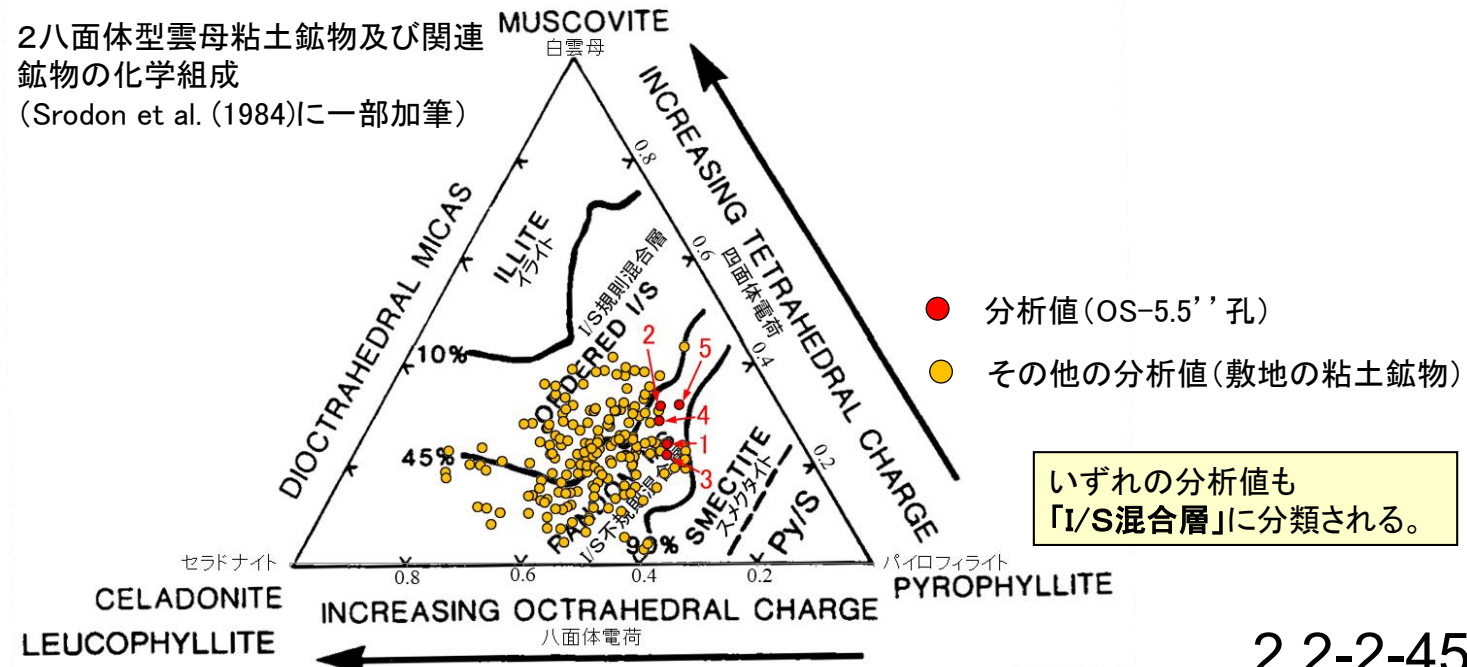 2八面体型雲母粘土鉱物及び関連
鉱物の化学組成
（Srodon et al. (1984)に一部加筆）
MUSCOVITE
白雲母
INCREASING TETRAHEDRAL CHARGE
四面体電荷
DIOCTRAHEDRAL MICAS
0.8
0.6
0.4
0.2
ILLITE
イライト
I/S規則混合層
ORDERED I/S
10%
45%
90%
I/S不規則混合層
SMECTITE
スメクタイト
Py/S
2
5
4
1
3
分析値（OS-5.5''孔）
その他の分析値（敷地の粘土鉱物）
いずれの分析値も
「I/S混合層」に分類される。
セラドナイト
パイロフィライト
0.8
0.6
0.4
0.2
CELADONITE
LEUCOPHYLLITE
INCREASING OCTRAHEDRAL CHARGE
八面体電荷
PYROPHYLLITE
2.2-2-45